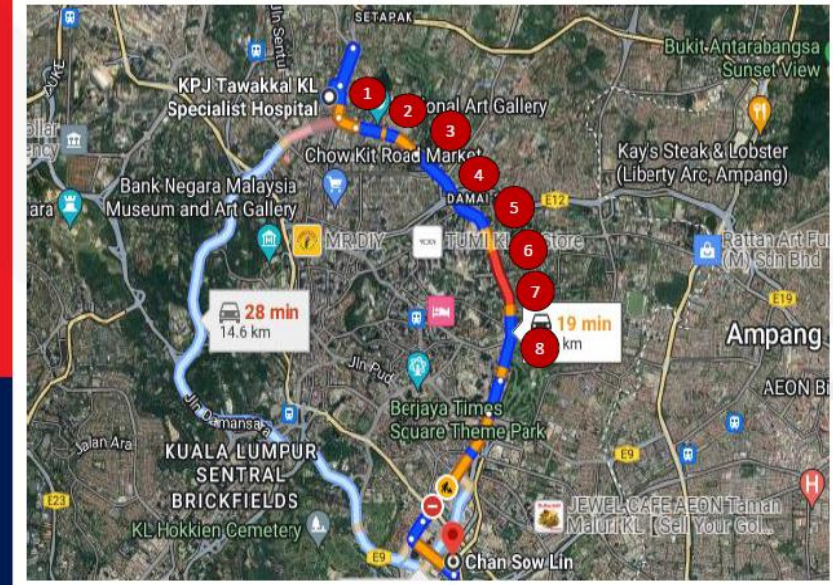 SETAPAK
Jln Sentul
Bukit Antarabangsa
Sunset View
KPJ Tawakkal KL
Specialist Hospital
1
2
ional Art Gallery
3
Chow Kit Road Market
Kay's Steak & Lobster
(Liberty Arc, Ampang)
4
Bank Negara Malaysia
Museum and Art Gallery
DAMAI
5
E12
ara
MR.DIY
TUMI K
Store
6
Rattan Art Fu
(M) Sdn Bhd
7
E19
28 min
14.6 km
19 min
km
8
Ampang
Jln Pud
AEON B
Berjaya Times
Square Theme Park
Jln Damansara
Jalan Ara
KUALA LUMPUR
SENTRAL
BRICKFIELDS
E9
E23
H
JEWEL CAFE AEON Taman
Maluri KL [Sell Your Gol...
KL Hokkien Cemetery
E9
Chan Sow Lin